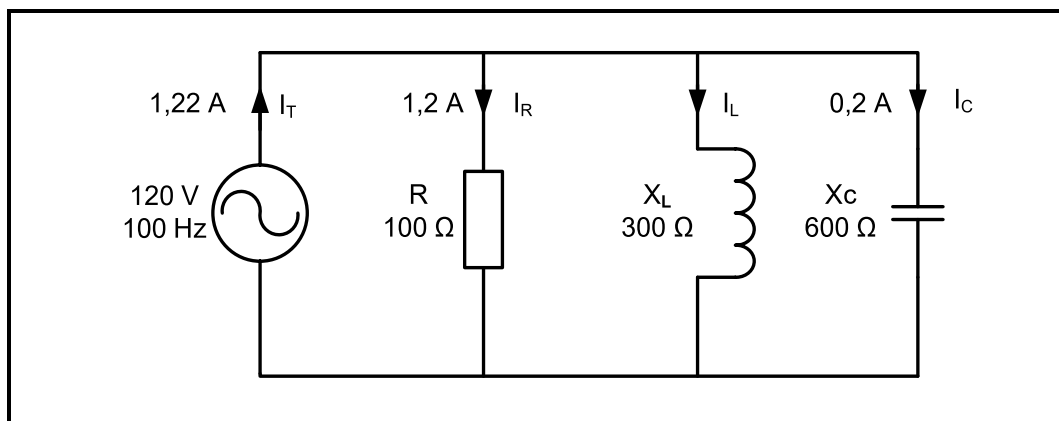 1,22 A I_T
1,2 A I_R
I_L
0,2 A I_C
120 V
100 Hz
R
100 Ω
X_L
300 Ω
Xc
600 Ω